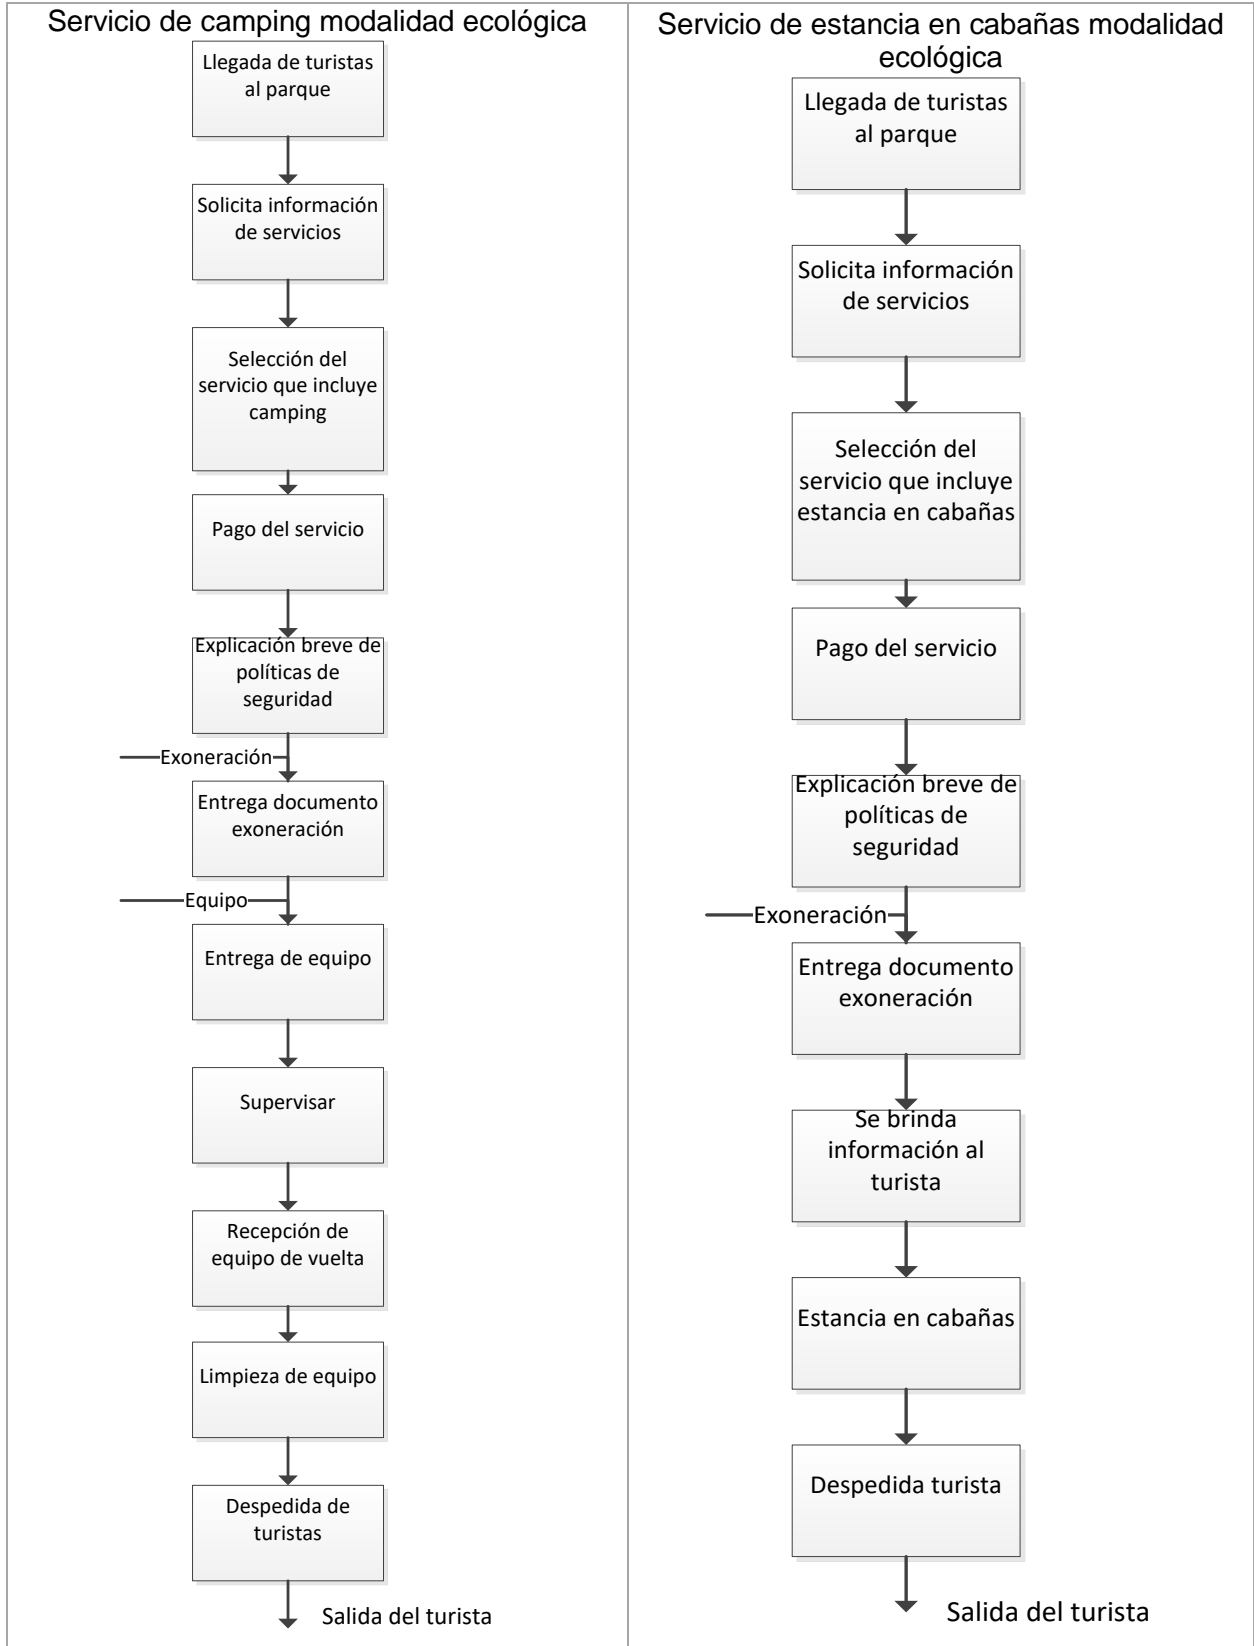 Servicio de camping modalidad ecológica
Llegada de turistas
al parque
Solicita información
de servicios
Selección del
servicio que incluye
camping
Pago del servicio
Explicación breve de
políticas de
seguridad
Exoneración
Entrega documento
exoneración
Equipo
Entrega de equipo
Supervisar
Recepción de
equipo de vuelta
Limpieza de equipo
Despedida de
turistas
Salida del turista
Servicio de estancia en cabañas modalidad
ecológica
Llegada de turistas
al parque
Solicita información
de servicios
Selección del
servicio que incluye
estancia en cabañas
Pago del servicio
Explicación breve de
políticas de
seguridad
Exoneración
Entrega documento
exoneración
Se brinda
información al
turista
Estancia en cabañas
Despedida turista
Salida del turista